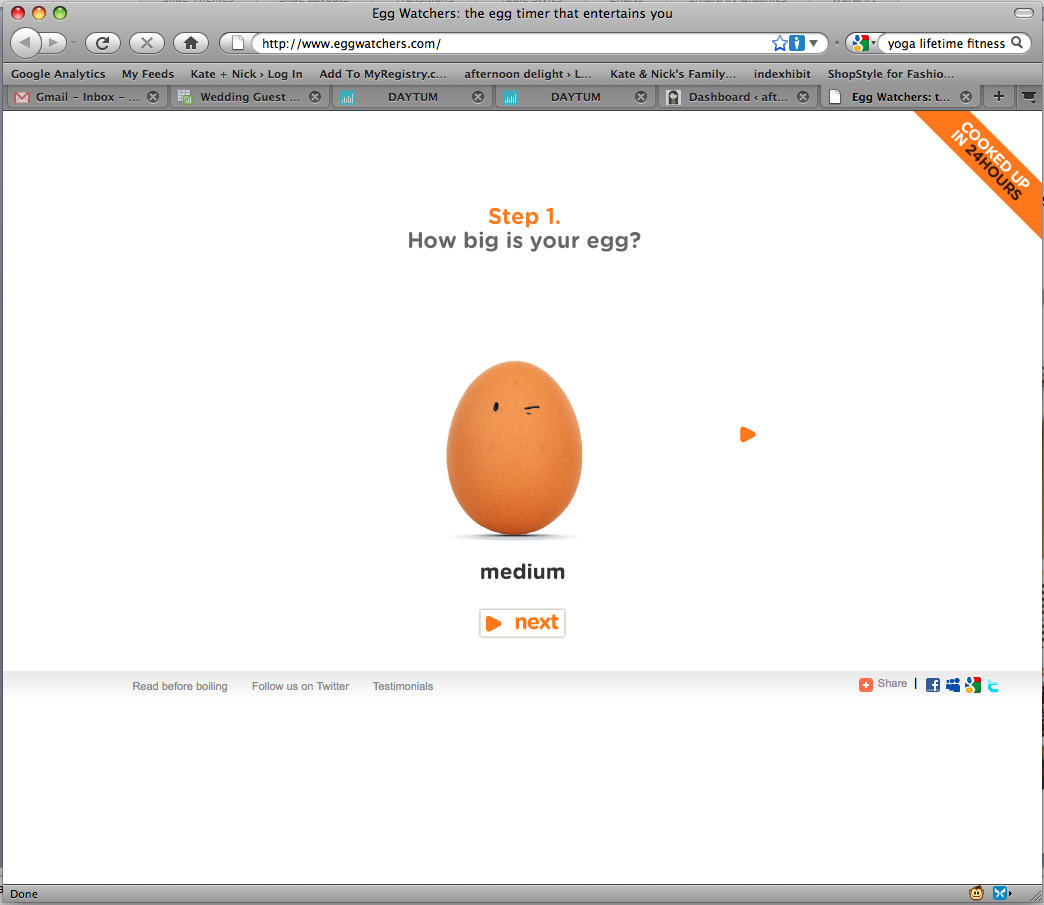 Egg Watchers: the egg timer that entertains you
http://www.eggwatchers.com/
yoga lifetime fitness
Google Analytics My Feeds Kate + Nick › Log In Add To MyRegistry.c... afternoon delight › L... Kate & Nick's Family... indexhibit ShopStyle for Fashio...
Gmail – Inbox – ... Wedding Guest ... DAYTUM DAYTUM Dashboard ‹ aft... Egg Watchers: t...
COOKED UP
IN 24HOURS
Step 1.
How big is your egg?
medium
next
Read before boiling Follow us on Twitter Testimonials
Share
Done